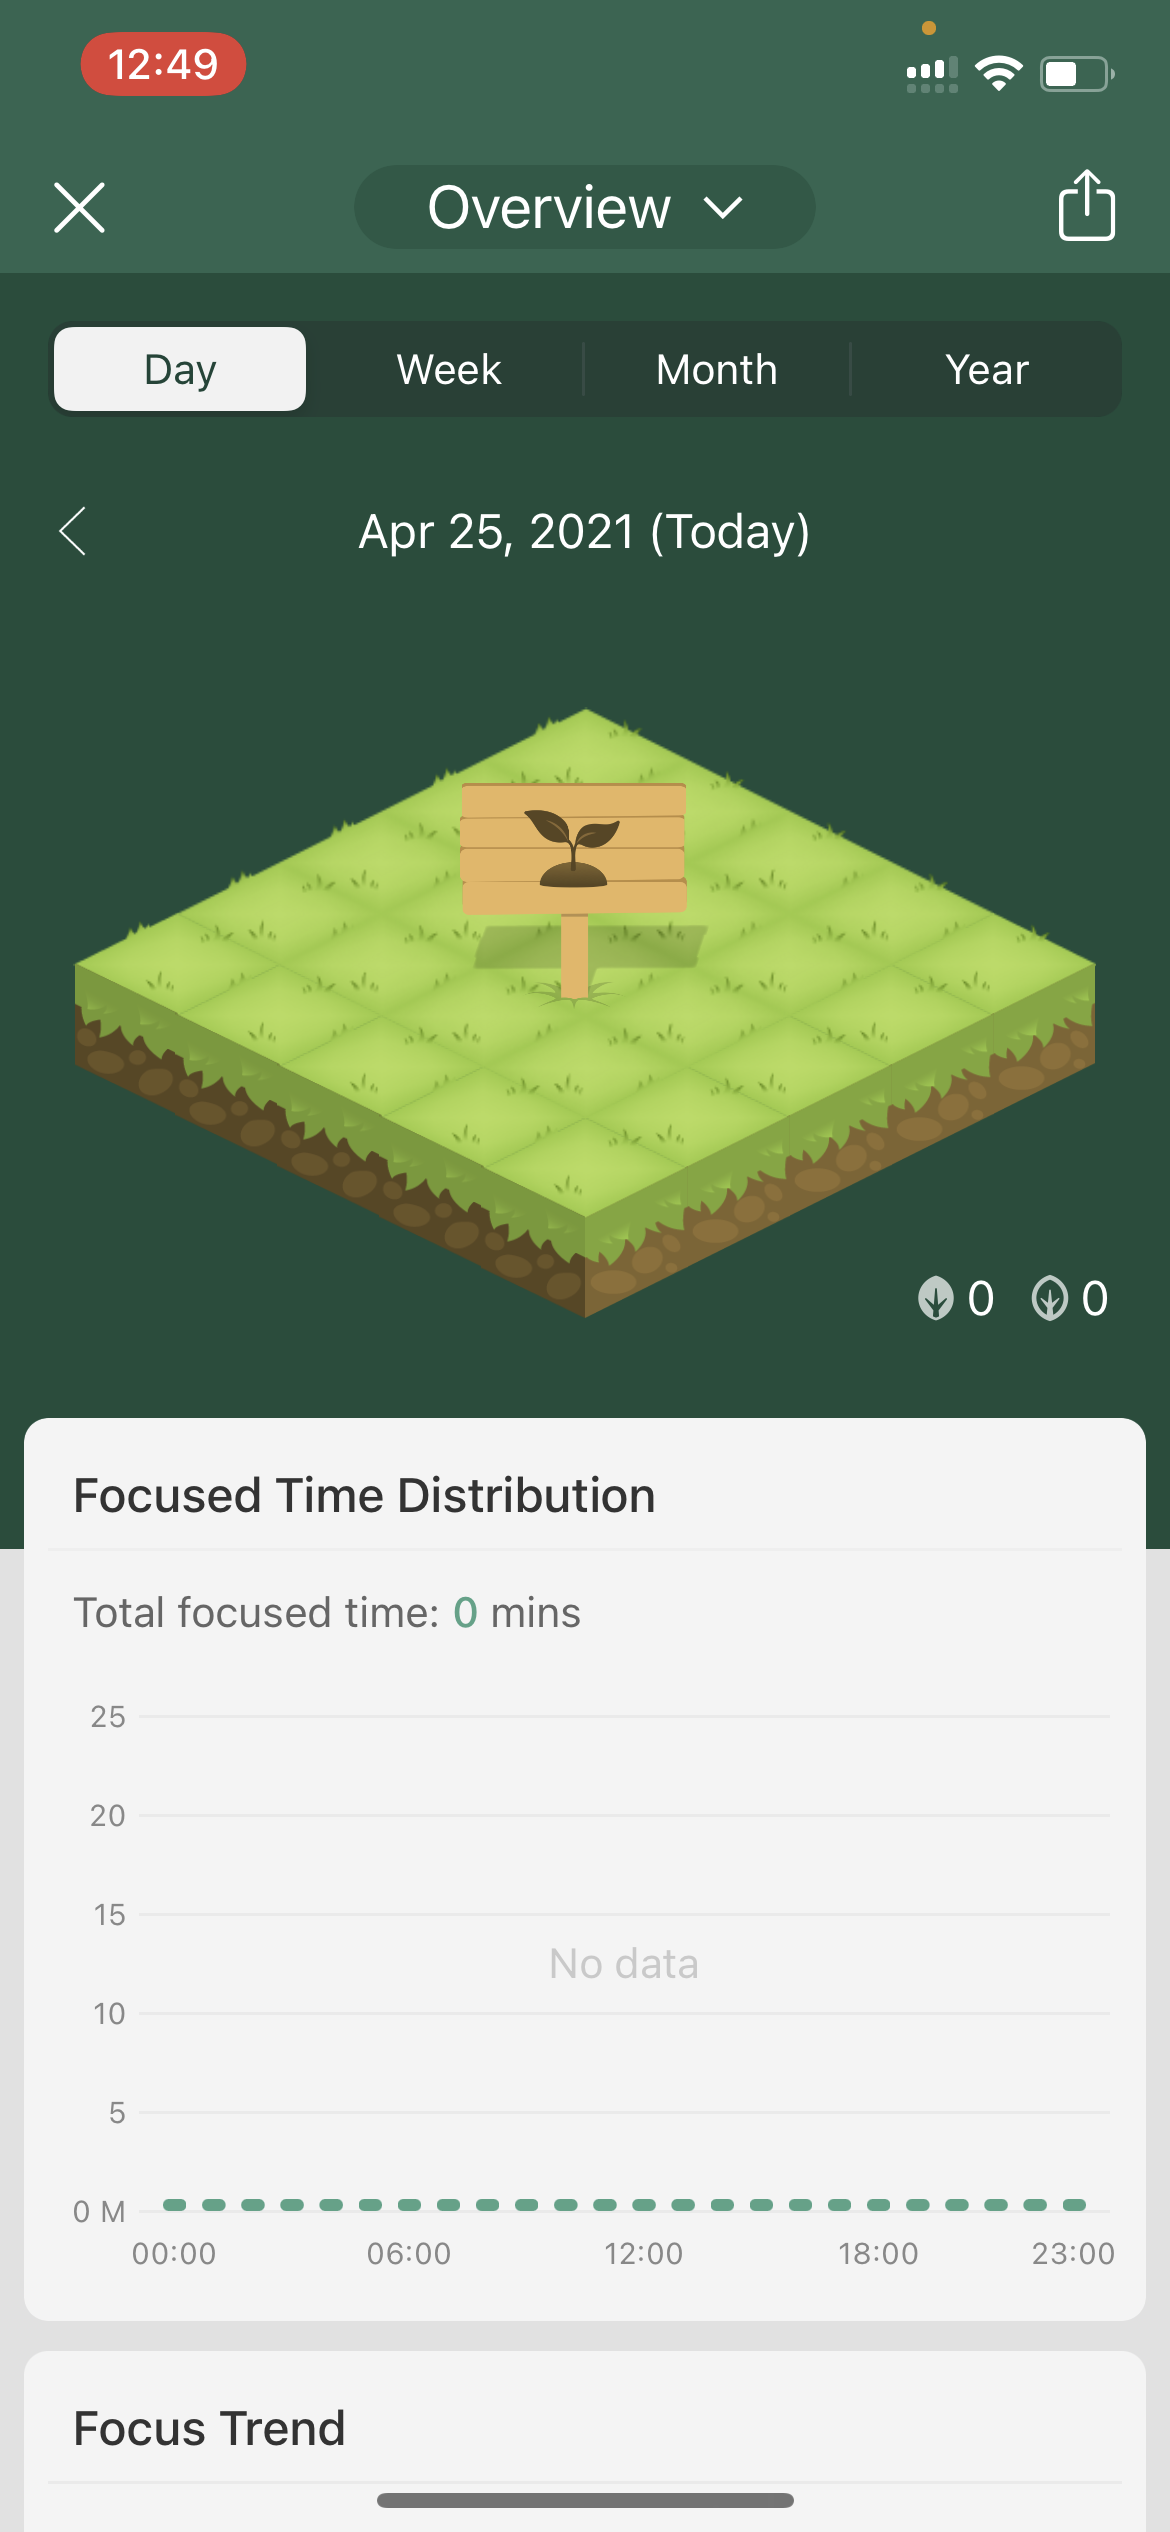 12:49
Overview
Day Week Month Year
Apr 25, 2021 (Today)
0 0
Focused Time Distribution
Total focused time: 0 mins
25
20
15
No data
10
5
0 M
00:00 06:00 12:00 18:00 23:00
Focus Trend